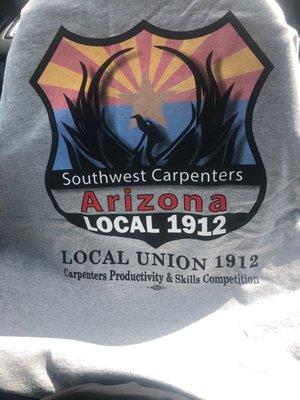 Southwest Carpenters
Arizona
LOCAL 1912
LOCAL UNION 1912
Carpenters Productivity & Skills Competition